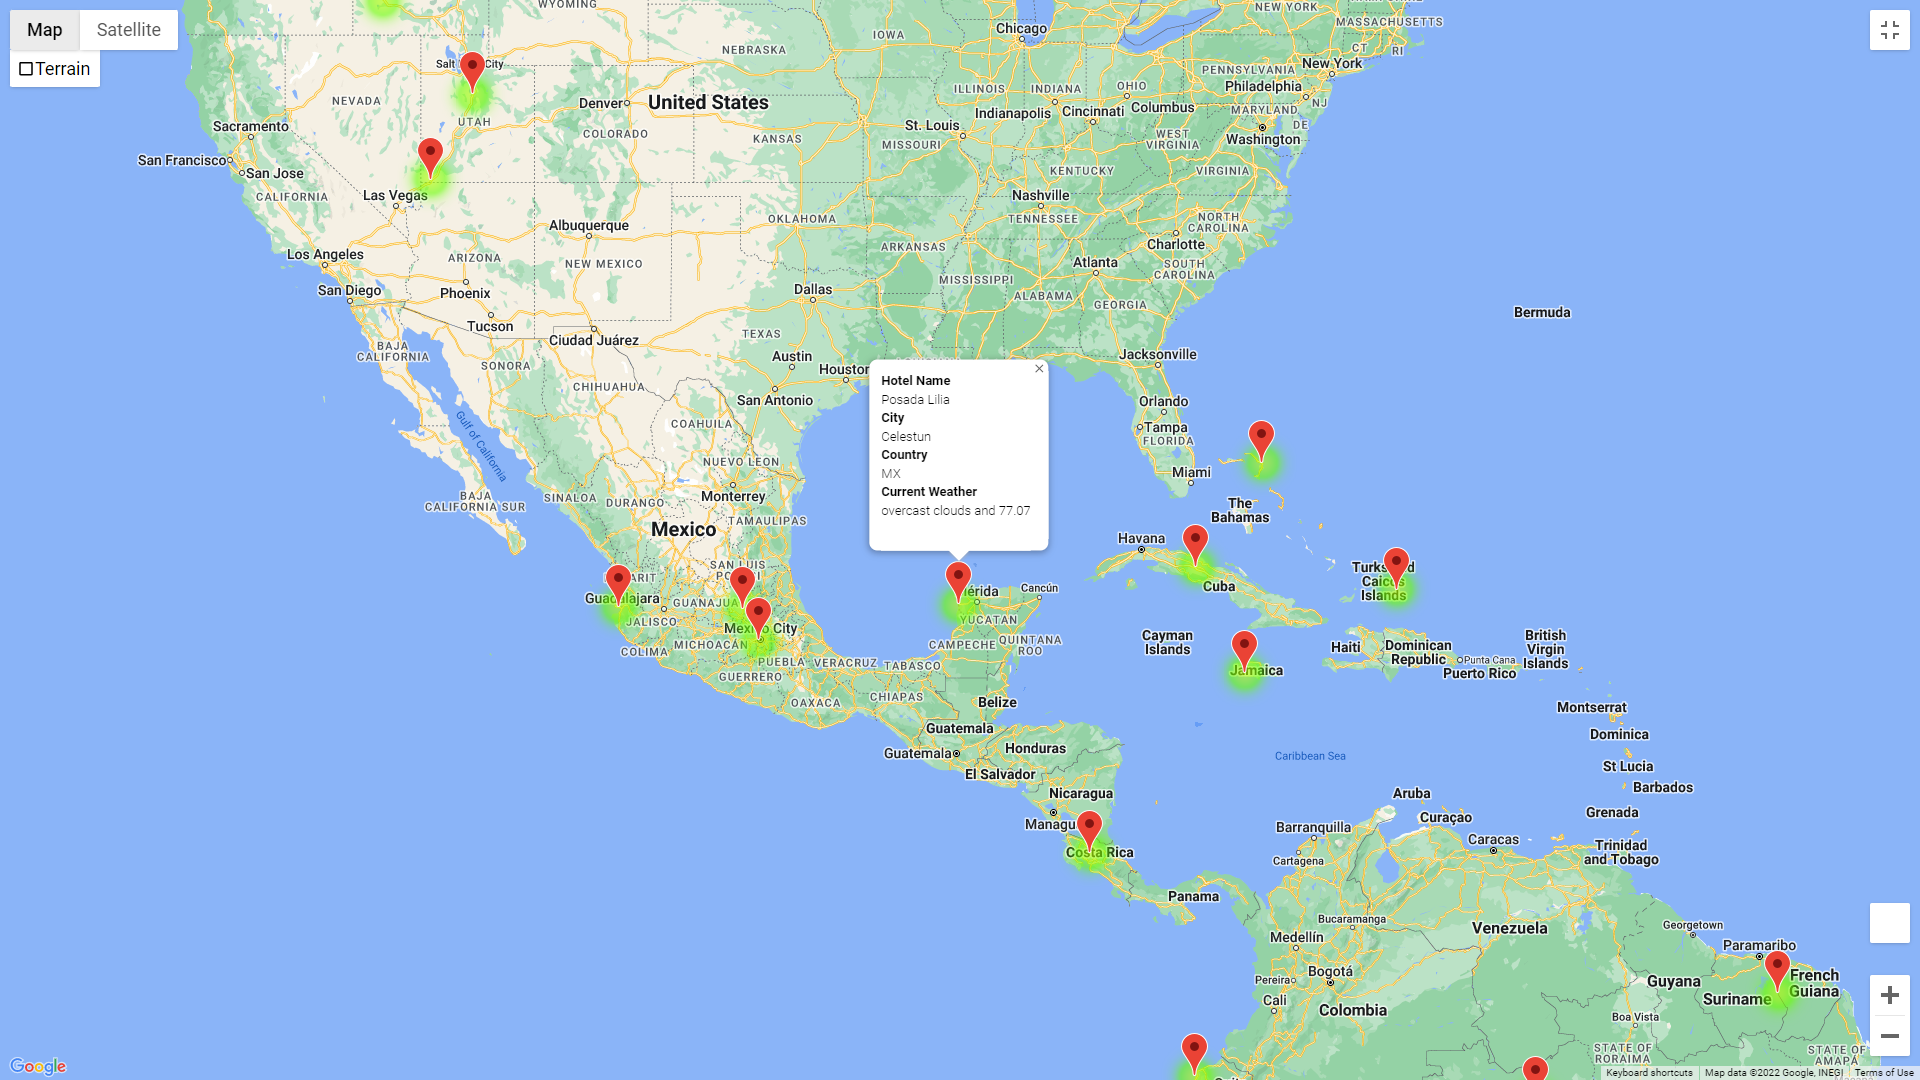 Map
Satellite
Terrain
WYOMING
NEW YORK
MASSACHUSETTS
Chicago
IOWA
NEBRASKA
CT
RI
Salt
City
New York
PENNSYLVANIA
Philadelphia
ILLINOIS
INDIANA
OHIO
NEVADA
Denver
United States
Columbus
NJ
Indianapolis
Cincinnati
MARYLAND
UTAH
DE
Sacramento
COLORADO
KANSAS
St. Louis
MISSOURI
WEST
VIRGINIA
Washington
San Francisco
San Jose
KENTUCKY
VIRGINIA
CALIFORNIA
Las Vegas
Nashville
TENNESSEE
OKLAHOMA
NORTH
CAROLINA
Albuquerque
ARKANSAS
Charlotte
Los Angeles
ARIZONA
NEW MEXICO
Atlanta
SOUTH
CAROLINA
San Diego
Phoenix
Dallas
MISSISSIPPI
ALABAMA
GEORGIA
Bermuda
Tucson
Ciudad Juárez
TEXAS
BAJA
CALIFORNIA
SONORA
Austin
Houston
Jacksonville
CHIHUAHUA
San Antonio
Hotel Name
Posada Lilia
City
Celestun
Country
MX
Current Weather
overcast clouds and 77.07
Orlando
Tampa
FLORIDA
COAHUILA
Gulf of California
NUEVO LEON
Miami
Monterrey
BAJA
CALIFORNIA SUR
SINALOA
DURANGO
TAMAULIPAS
Mexico
The
Bahamas
Havana
SAN LUIS
Turks
Caicos
Islands
Cuba
Cancún
Guadalajara
JALISCO
Mexico City
YUCATAN
CAMPECHE
QUINTANA
ROO
COLIMA
MICHOACÁN
PUEBLA
VERACRUZ
TABASCO
GUERRERO
CHIAPAS
OAXACA
Cayman
Islands
Jamaica
Haiti
Dominican
Republic
Punta Cana
Puerto Rico
British
Virgin
Islands
Belize
Guatemala
Guatemala
Honduras
El Salvador
Montserrat
Dominica
Caribbean Sea
St Lucia
Barbados
Nicaragua
Managu
Aruba
Curaçao
Grenada
Costa Rica
Barranquilla
Cartagena
Caracas
Trinidad
and Tobago
Panama
Bucaramanga
Medellín
Venezuela
Georgetown
Paramaribo
Bogotá
Pereira
Cali
Colombia
Guyana
Suriname
French
Guiana
Boa Vista
STATE OF
RORAIMA
STATE OF
AMAPÁ
Google
Keyboard shortcuts
Map data ©2022 Google, INEGI
Terms of Use